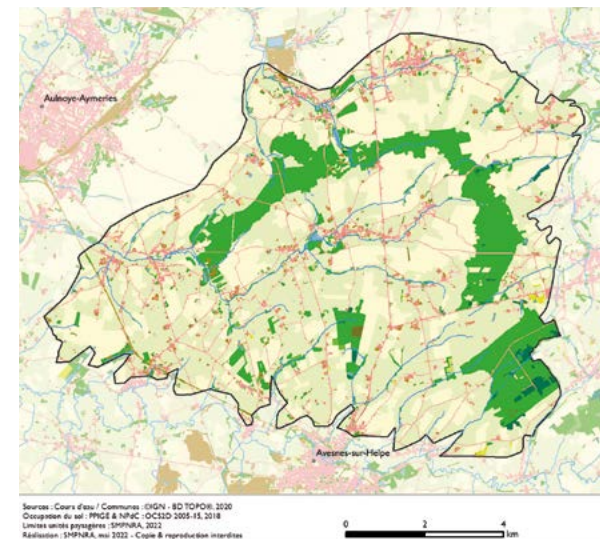 Aulnoye-Aymeries
Avesnes-sur-Helpe
Sources : Cours d'eau / Communes : ©IGN - BD TOPO®, 2020
Occupation du sol : PPIGE & NPdC : OCS2D 2005-15, 2018
Limites unités paysagères : SMPNRA, 2022
Réalisation : SMPNRA, mai 2022 - Copie & reproduction interdites
0 2 4
km